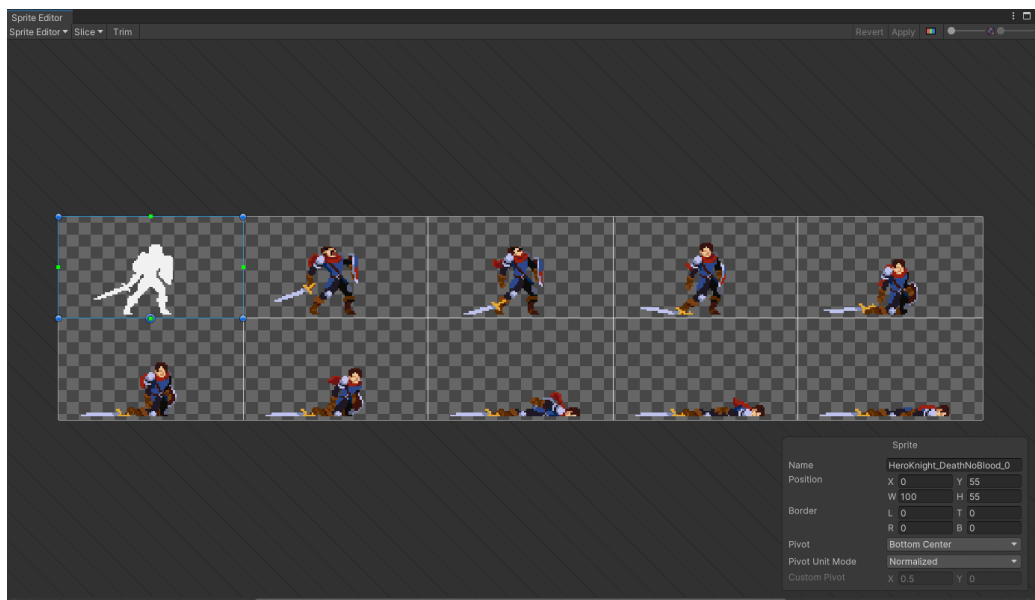 Sprite Editor
Sprite Editor Slice Trim Revert Apply
Sprite
Name HeroKnight_DeathNoBlood_0
Position X 0 Y 55
W 100 H 55
Border L 0 T 0
R 0 B 0
Pivot Bottom Center
Pivot Unit Mode Normalized
Custom Pivot X 0.5 Y 0